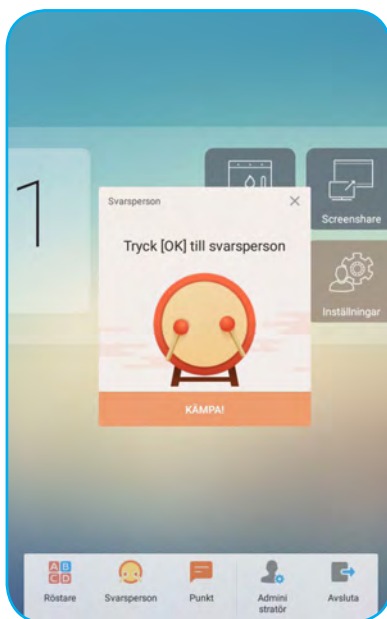 1
Screenshare
Svarsperson
Tryck [OK] till svarsperson
Inställningar
KÄMPA!
A B
C D
Röstare
Svarsperson
Punkt
Admini
stratör
Avsluta